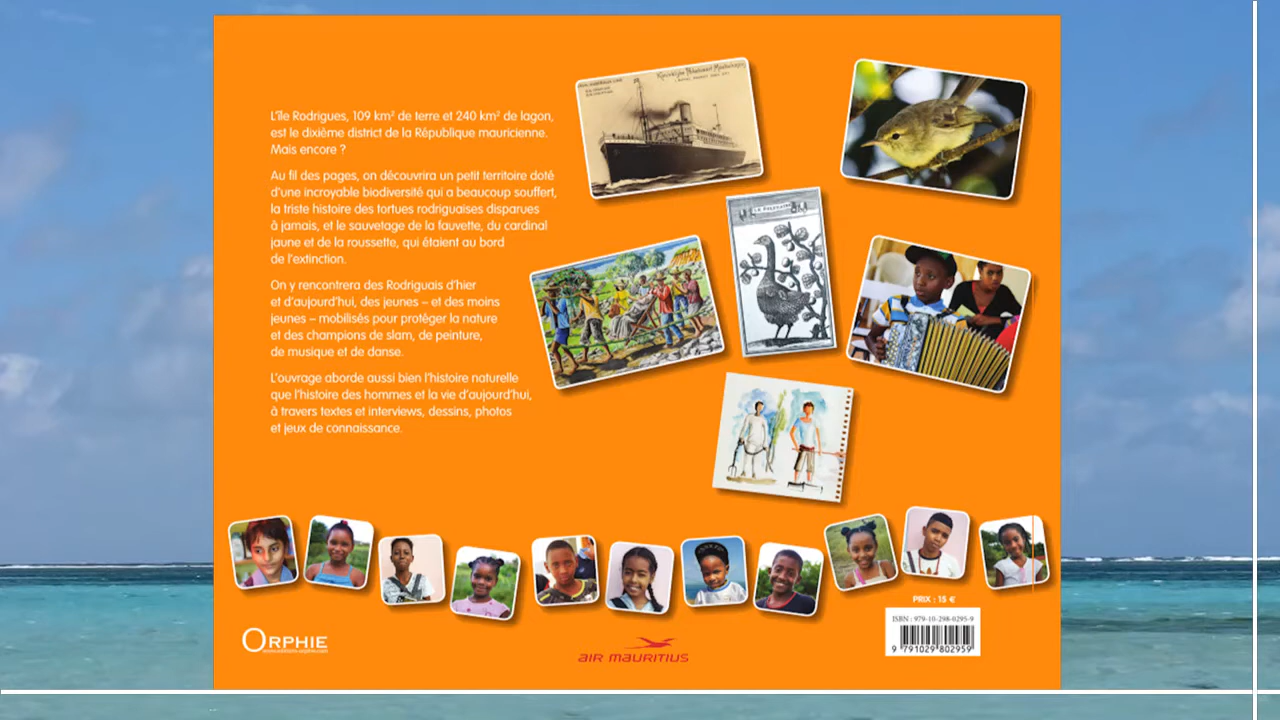 L'île Rodrigues, 109 km² de terre et 240 km² de lagon,
est le dixième district de la République mauricienne.
Mais encore ?
Au fil des pages, on découvrira un petit territoire doté
d'une incroyable biodiversité qui a beaucoup souffert,
la triste histoire des tortues rodriguaises disparues
à jamais, et le sauvetage de la fauvette, du cardinal
jaune et de la roussette, qui étaient au bord
de l'extinction.
On y rencontrera des Rodriguais d'hier
et d'aujourd'hui, des jeunes – et des moins
jeunes – mobilisés pour protéger la nature
et des champions de slam, de peinture,
de musique et de danse.
L'ouvrage aborde aussi bien l'histoire naturelle
que l'histoire des hommes et la vie d'aujourd'hui,
à travers textes et interviews, dessins, photos
et jeux de connaissance.
PRIX : 15 €
ISBN : 979-10-298-0295-9
9 791029 802959
ORPHIE
www.editions-orphie.com
AIR MAURITIUS